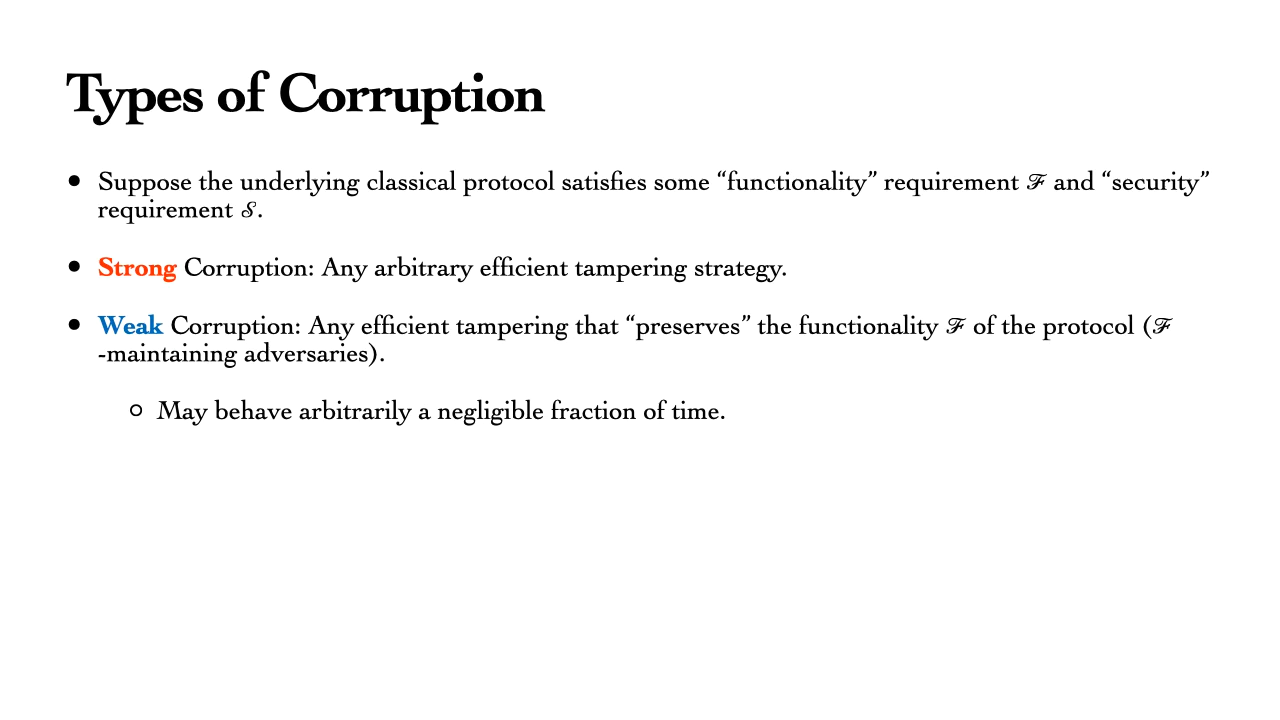 Types of Corruption
• Suppose the underlying classical protocol satisfies some “functionality” requirement ℱ and “security”
requirement 𝒮.
• Strong Corruption: Any arbitrary efficient tampering strategy.
• Weak Corruption: Any efficient tampering that “preserves” the functionality ℱ of the protocol (ℱ
-maintaining adversaries).
○ May behave arbitrarily a negligible fraction of time.